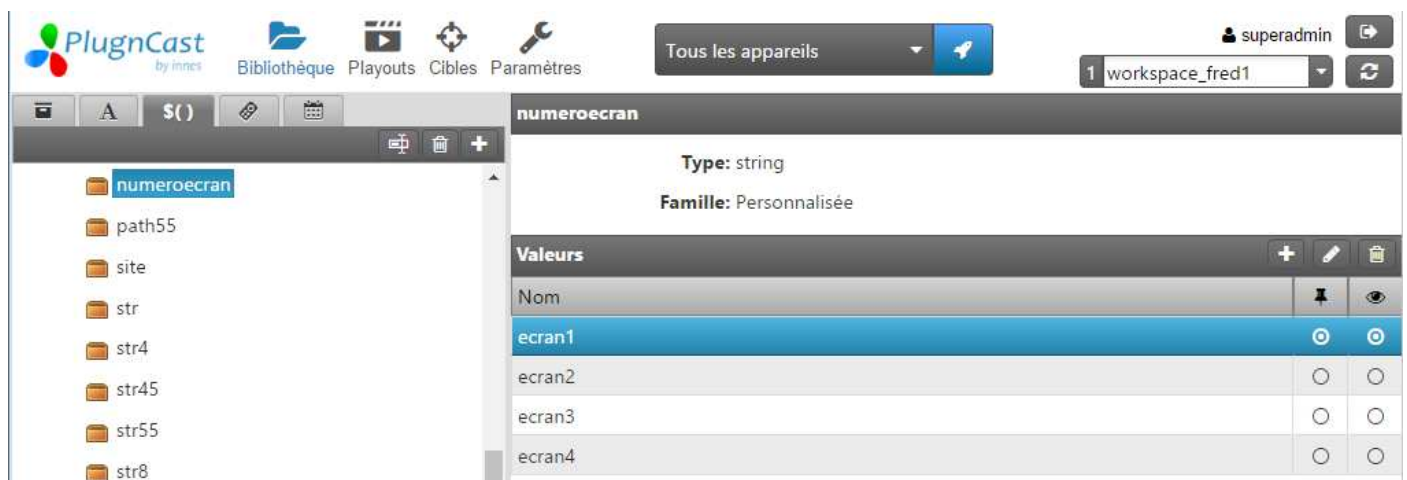 PlugnCast
by innes
Bibliothèque Playouts Cibles Paramètres
Tous les appareils
superadmin
1 workspace_fred1
A $()
numeroecran
path55
site
str
str4
str45
str55
str8
numeroecran
Type: string
Famille: Personnalisée
Valeurs
Nom
ecran1
ecran2
ecran3
ecran4